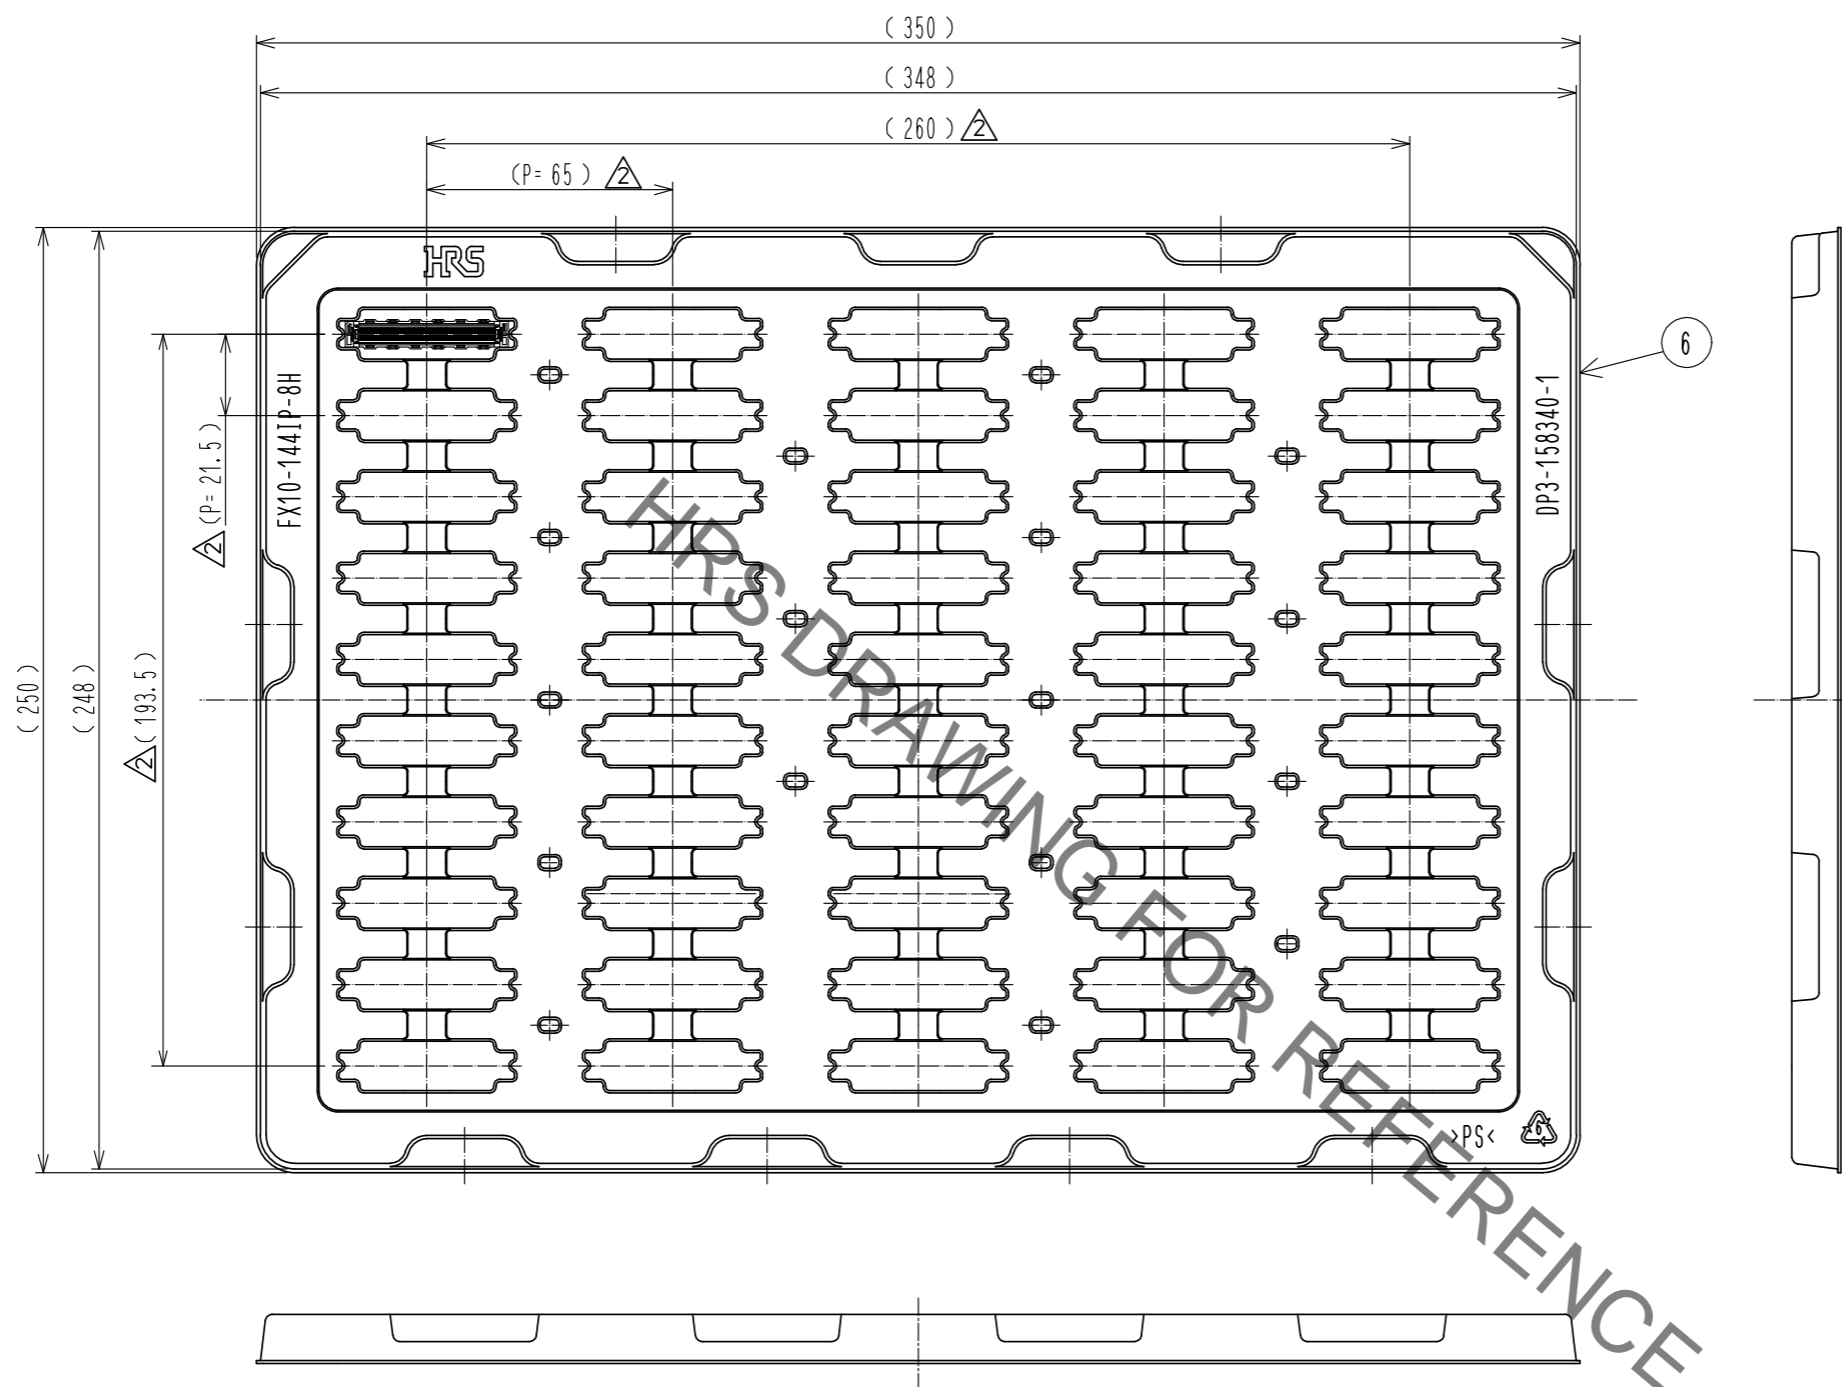 ( 350 )
( 348 )
( 260 ) 2
(P= 65 ) 2
HRS
6
FX10-144IP-8H
DP3-158340-1
2 (P= 21.5 )
2 ( 193.5 )
( 248 )
( 250 )
HRS DRAWING FOR REFERENCE
>PS<
6